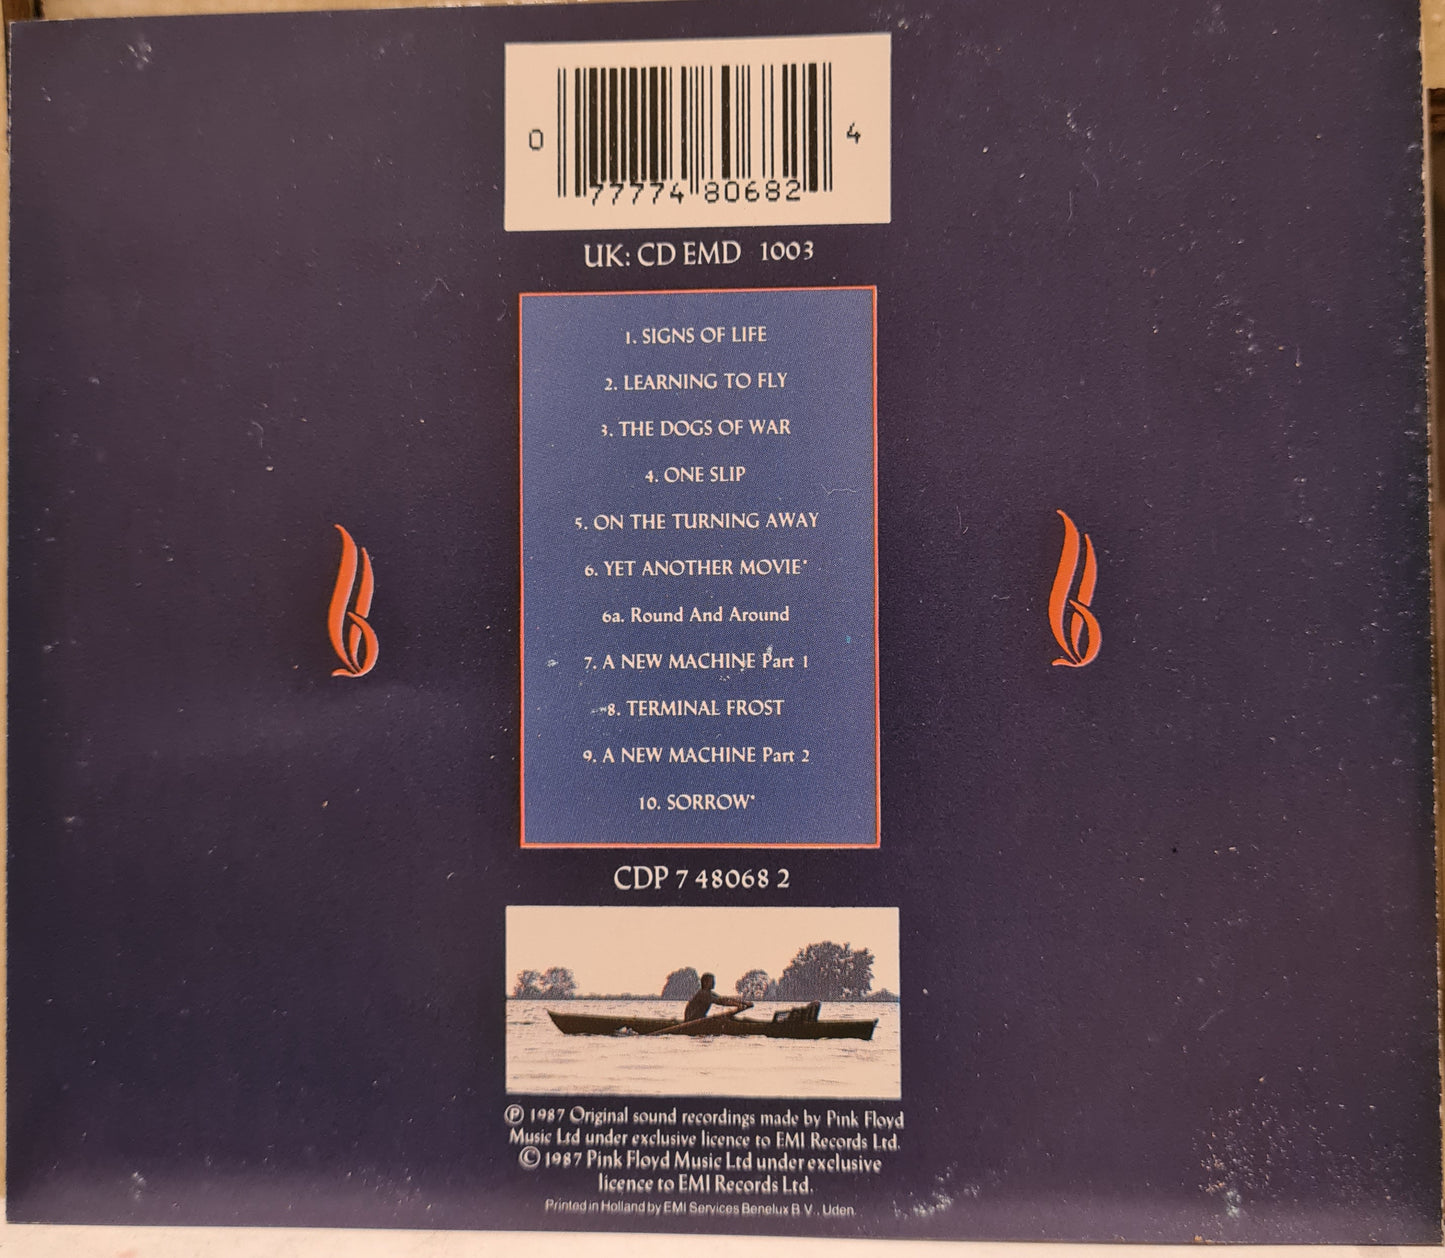 0 77774 80682 4
UK: CD EMD 1003
1. SIGNS OF LIFE
2. LEARNING TO FLY
3. THE DOGS OF WAR
4. ONE SLIP
5. ON THE TURNING AWAY
6. YET ANOTHER MOVIE*
6a. Round And Around
7. A NEW MACHINE Part 1
8. TERMINAL FROST
9. A NEW MACHINE Part 2
10. SORROW*
CDP 7 48068 2
℗ 1987 Original sound recordings made by Pink Floyd
Music Ltd under exclusive licence to EMI Records Ltd.
© 1987 Pink Floyd Music Ltd under exclusive
licence to EMI Records Ltd.
Printed in Holland by EMI Services Benelux B.V., Uden